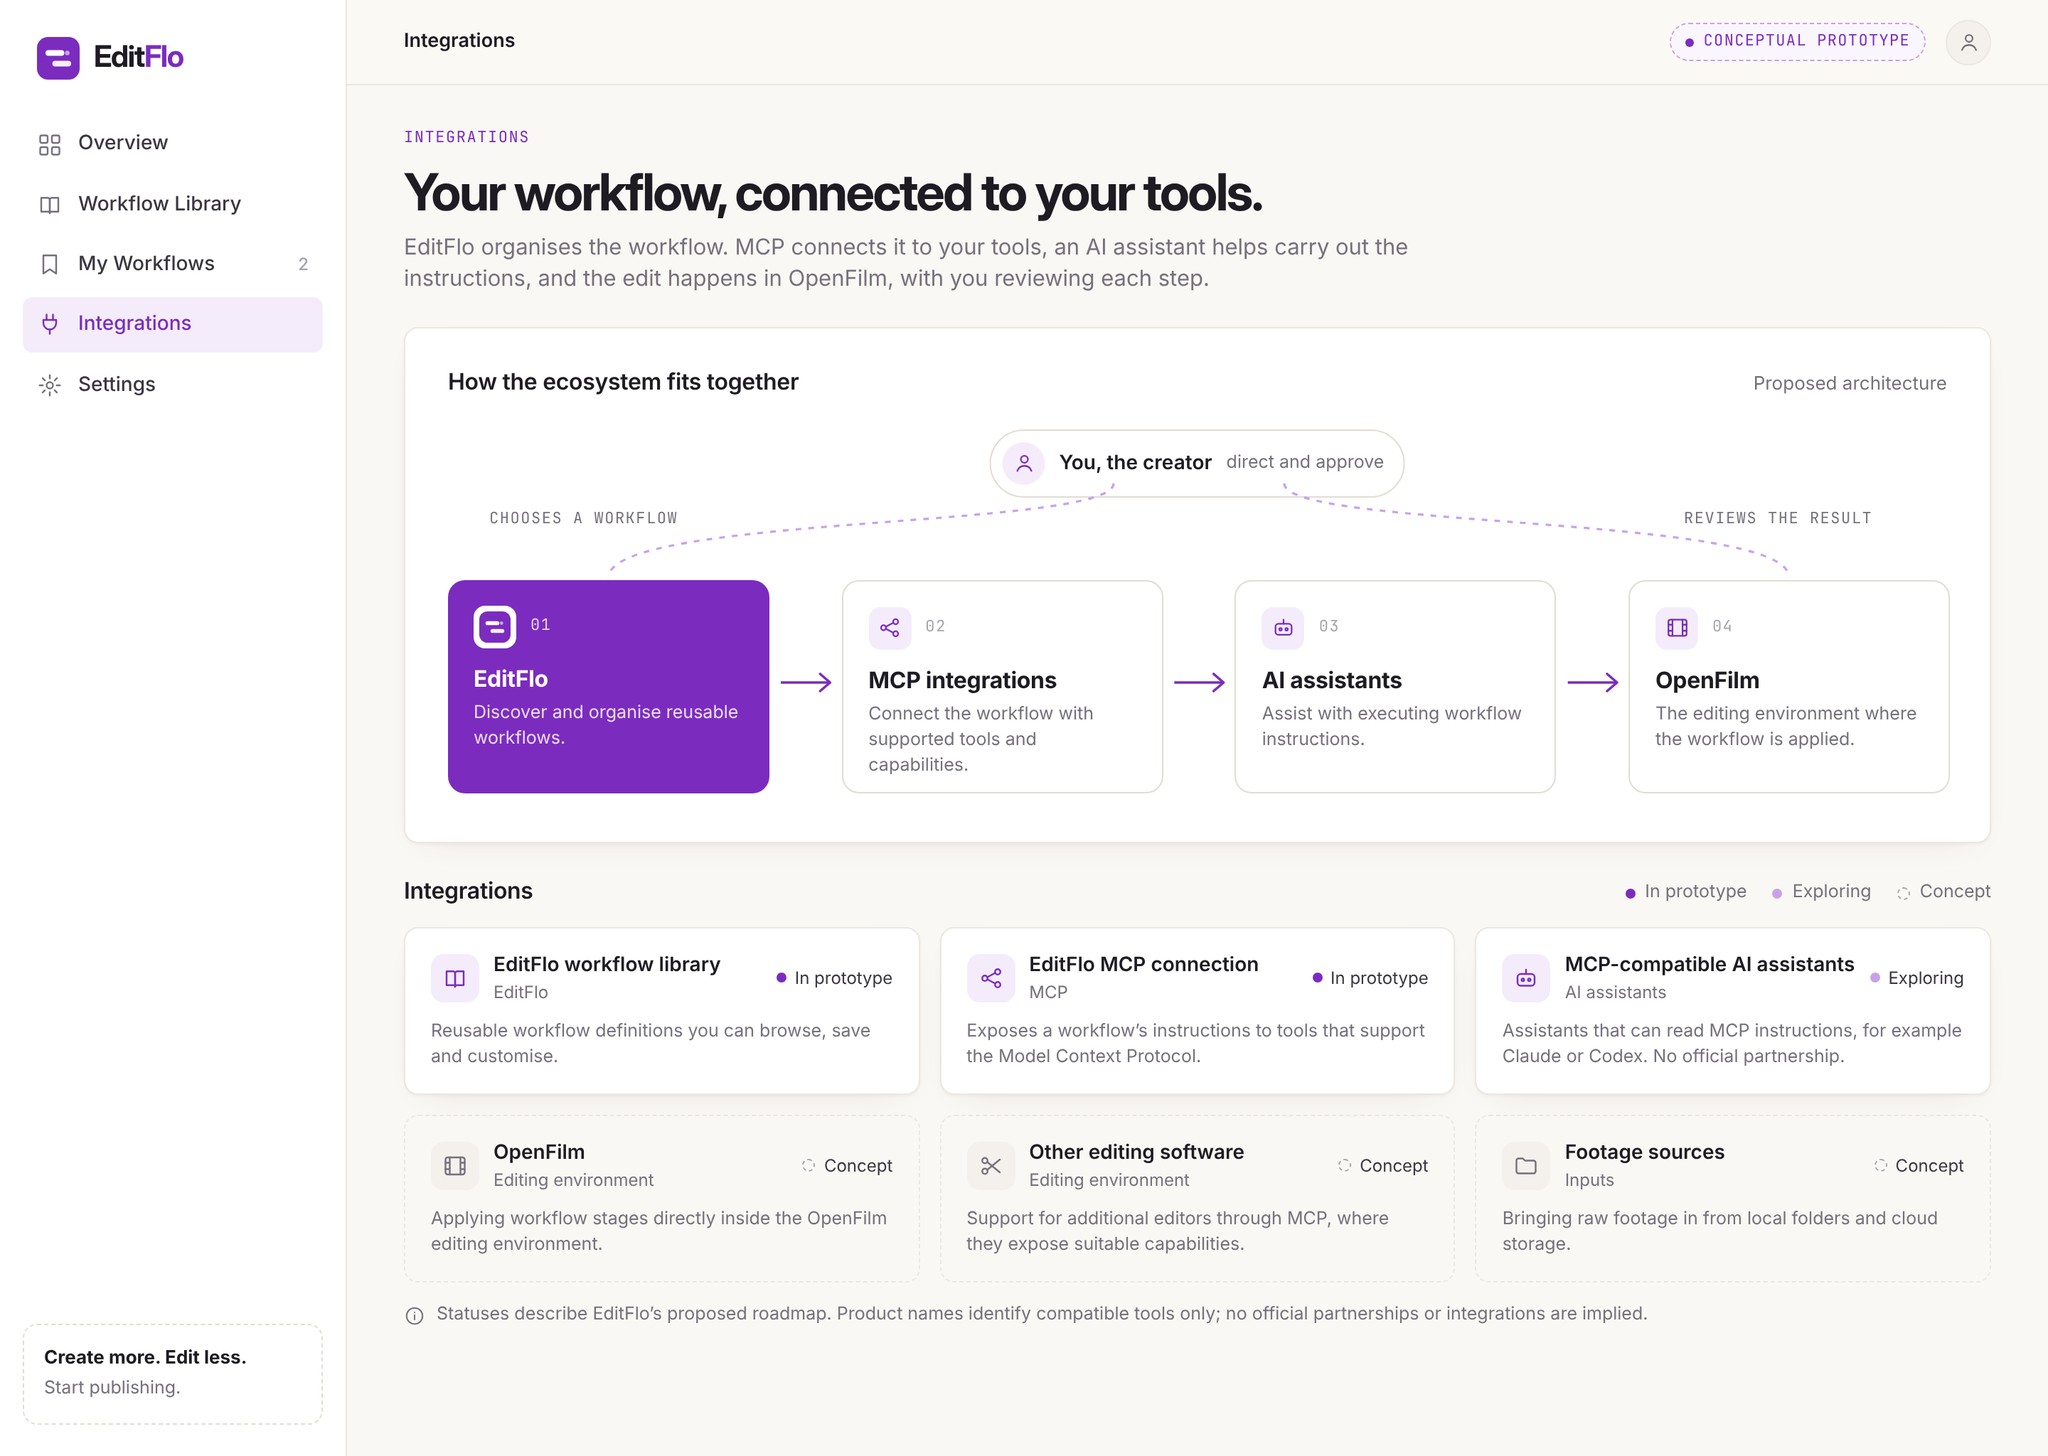 EditFlo
Overview
Workflow Library
My Workflows 2
Integrations
Settings
Create more. Edit less.
Start publishing.
Integrations
CONCEPTUAL PROTOTYPE
INTEGRATIONS
Your workflow, connected to your tools.
EditFlo organises the workflow. MCP connects it to your tools, an AI assistant helps carry out the
instructions, and the edit happens in OpenFilm, with you reviewing each step.
How the ecosystem fits together
Proposed architecture
You, the creator direct and approve
CHOOSES A WORKFLOW
REVIEWS THE RESULT
01
EditFlo
Discover and organise reusable
workflows.
02
MCP integrations
Connect the workflow with
supported tools and
capabilities.
03
AI assistants
Assist with executing workflow
instructions.
04
OpenFilm
The editing environment where
the workflow is applied.
Integrations
In prototype
Exploring
Concept
EditFlo workflow library
EditFlo
In prototype
Reusable workflow definitions you can browse, save
and customise.
EditFlo MCP connection
MCP
In prototype
Exposes a workflow’s instructions to tools that support
the Model Context Protocol.
MCP-compatible AI assistants
AI assistants
Exploring
Assistants that can read MCP instructions, for example
Claude or Codex. No official partnership.
OpenFilm
Editing environment
Concept
Applying workflow stages directly inside the OpenFilm
editing environment.
Other editing software
Editing environment
Concept
Support for additional editors through MCP, where
they expose suitable capabilities.
Footage sources
Inputs
Concept
Bringing raw footage in from local folders and cloud
storage.
Statuses describe EditFlo’s proposed roadmap. Product names identify compatible tools only; no official partnerships or integrations are implied.